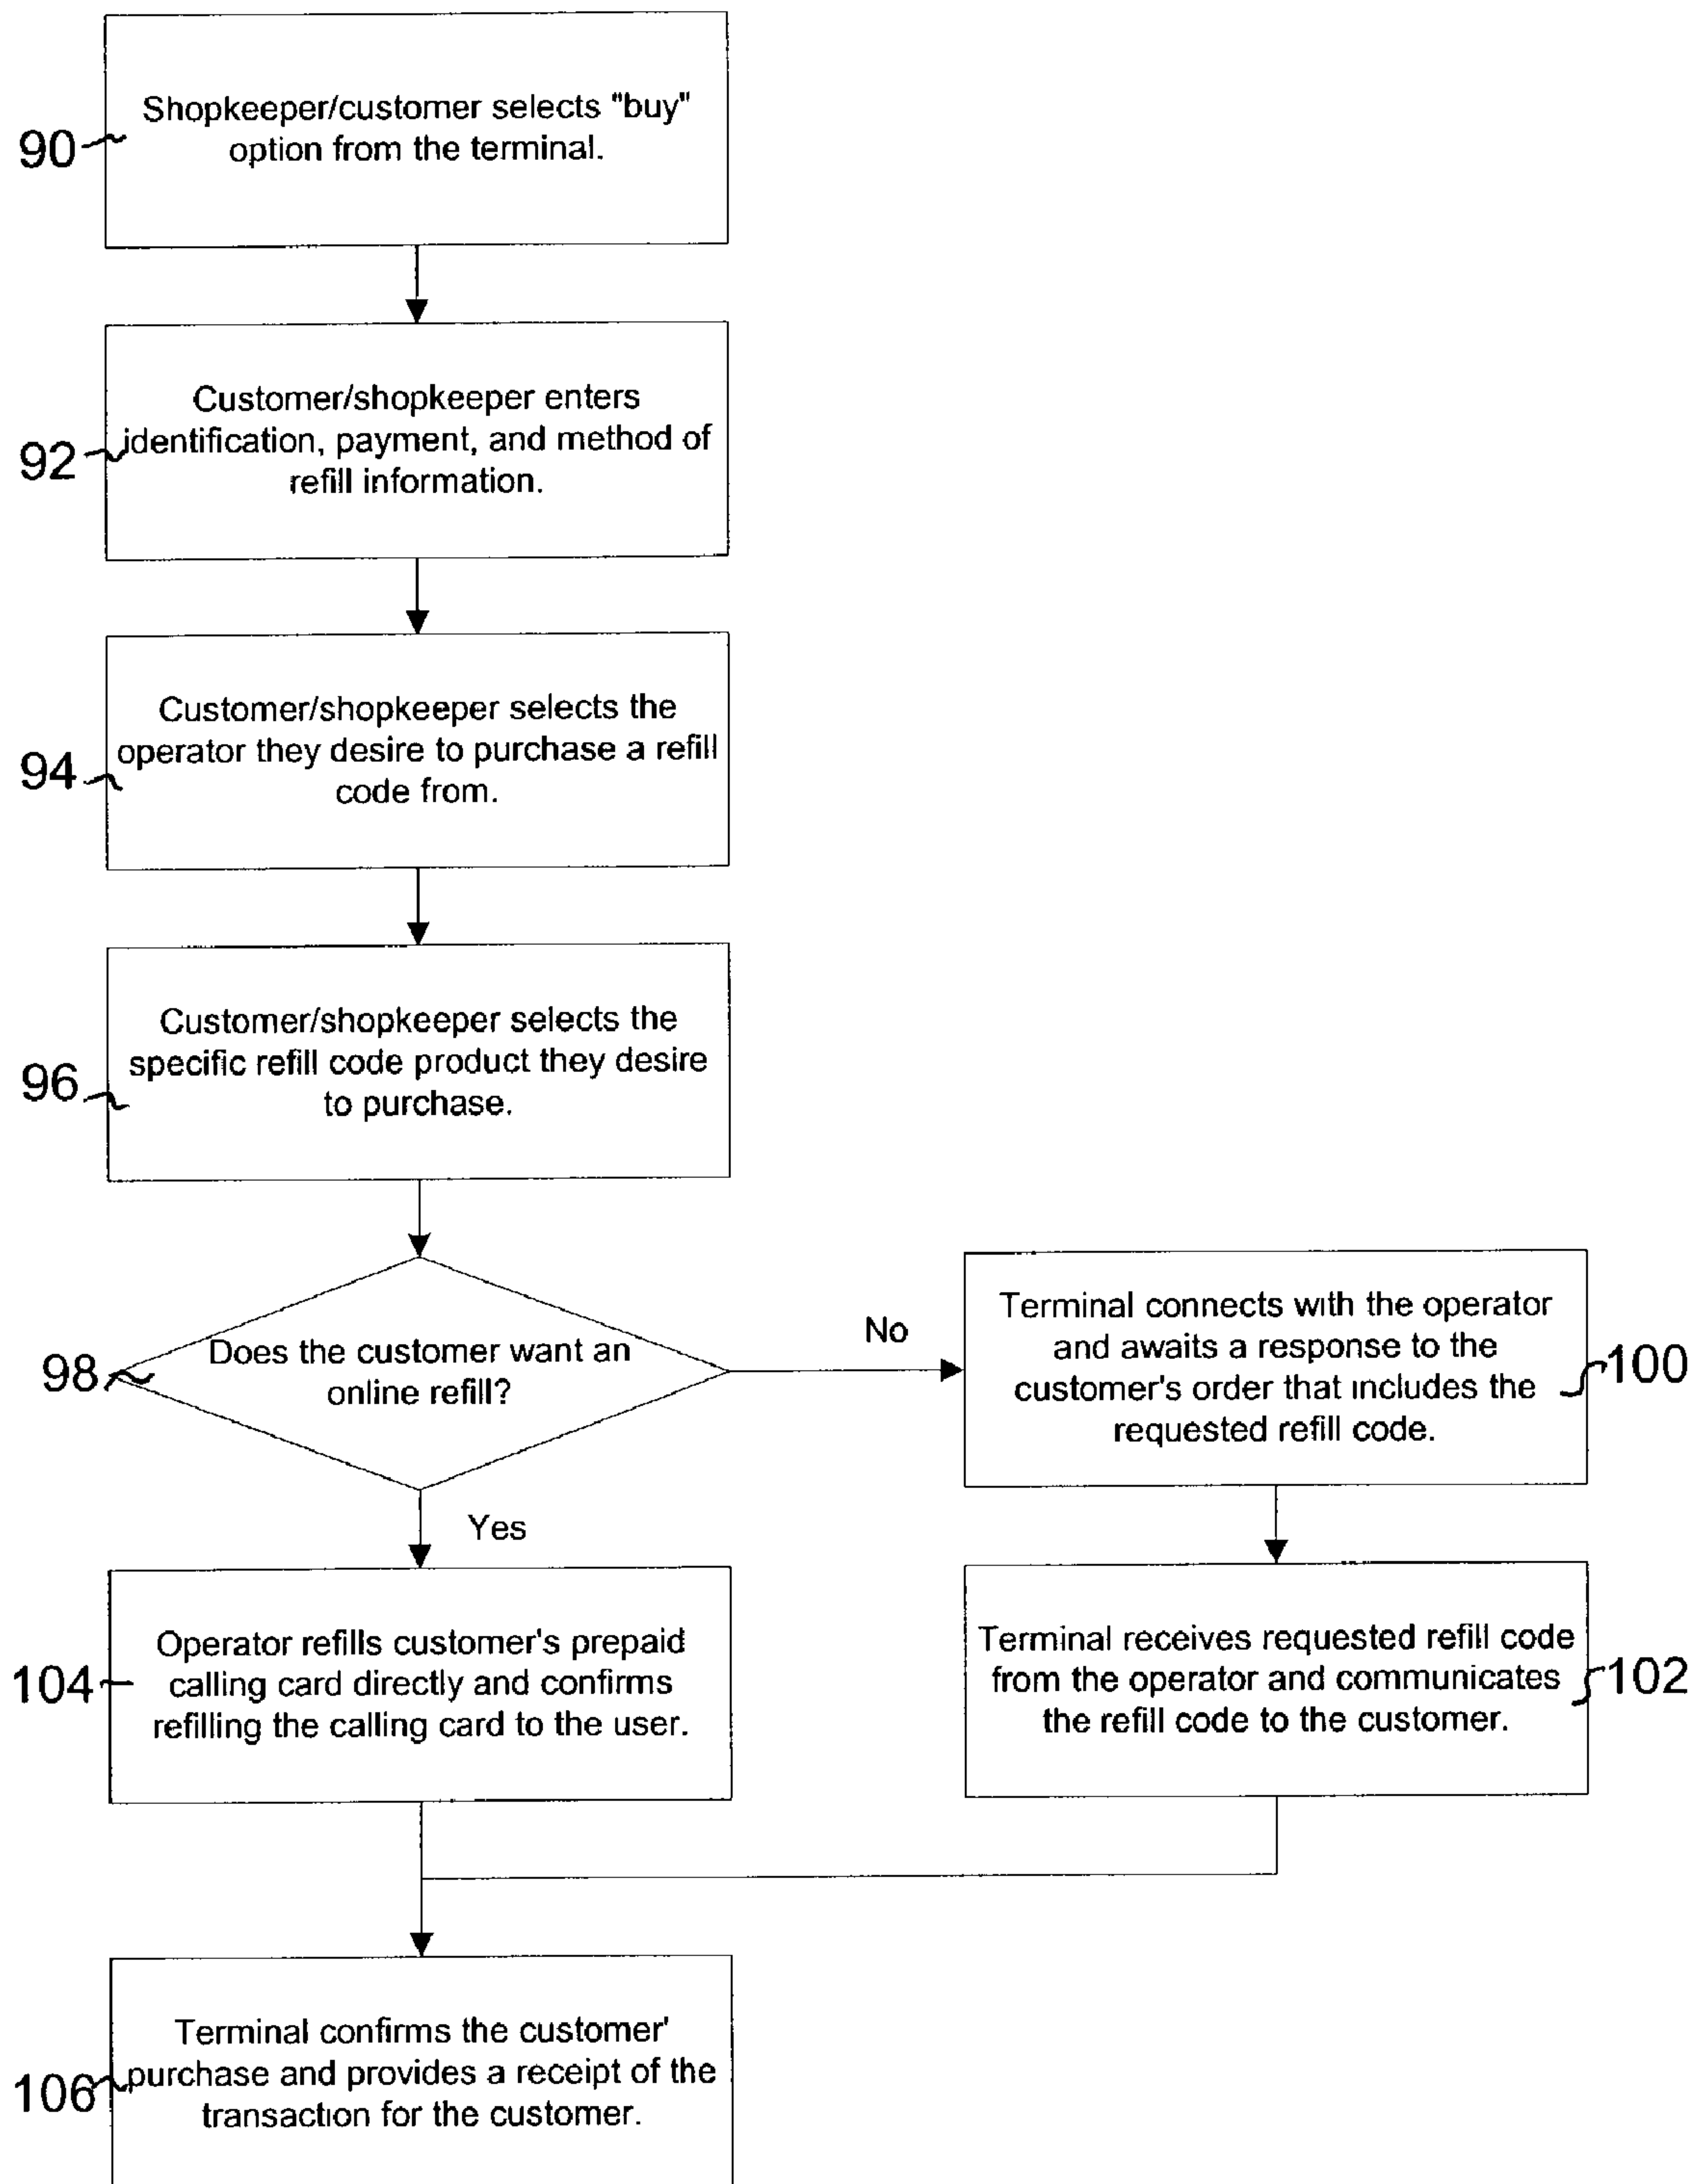 Shopkeeper/customer selects "buy"
option from the terminal.
90
Customer/shopkeeper enters
identification, payment, and method of
refill information.
92
Customer/shopkeeper selects the
operator they desire to purchase a refill
code from.
94
Customer/shopkeeper selects the
specific refill code product they desire
to purchase.
96
Does the customer want an
online refill?
98
No
Yes
Terminal connects with the operator
and awaits a response to the
customer's order that includes the
requested refill code.
100
Terminal receives requested refill code
from the operator and communicates
the refill code to the customer.
102
Operator refills customer's prepaid
calling card directly and confirms
refilling the calling card to the user.
104
Terminal confirms the customer'
purchase and provides a receipt of the
transaction for the customer.
106